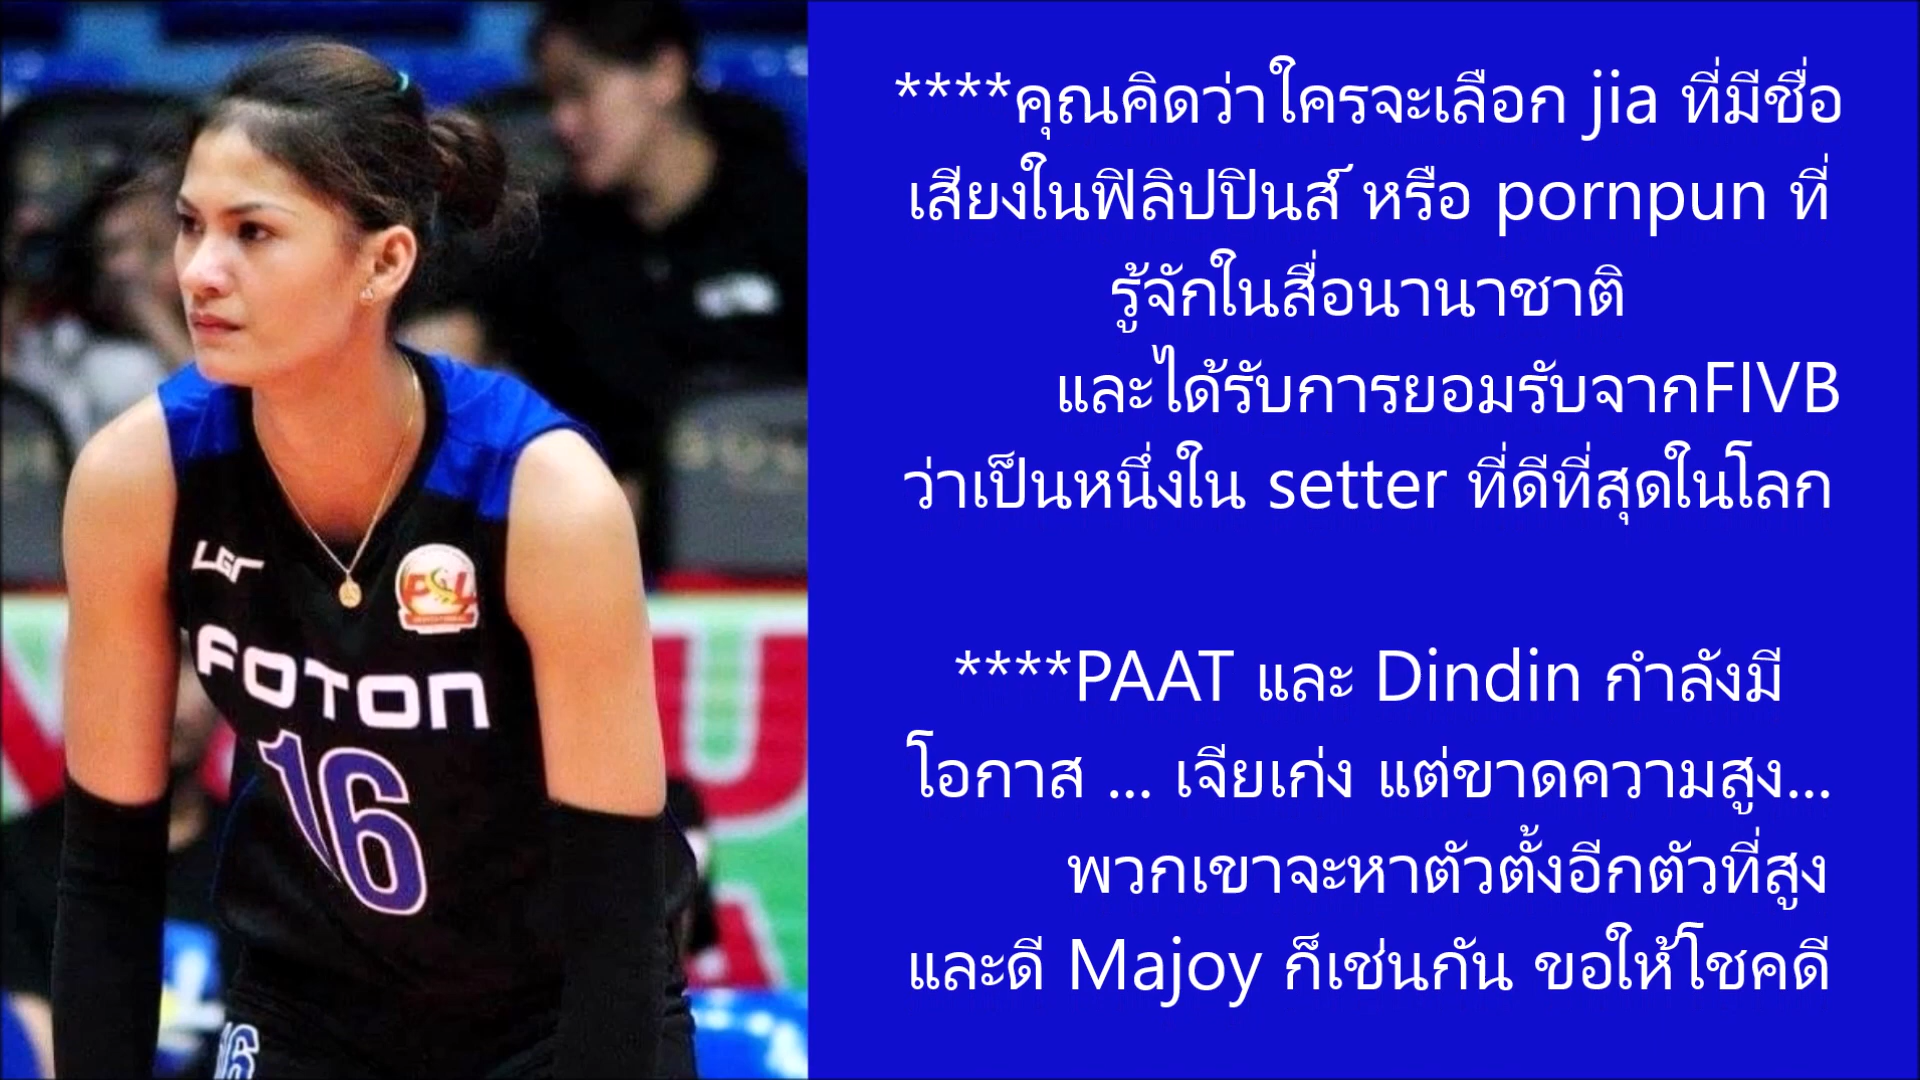 ****คุณคิดว่าใครจะเลือก jia ที่มีชื่อ
เสียงในฟิลิปปินส์ หรือ pornpun ที่
รู้จักในสื่อนานาชาติ
และได้รับการยอมรับจากFIVB
ว่าเป็นหนึ่งใน setter ที่ดีที่สุดในโลก
****PAAT และ Dindin กำลังมี
โอกาส ... เจียเก่ง แต่ขาดความสูง...
พวกเขาจะหาตัวตั้งอีกตัวที่สูง
และดี Majoy ก็เช่นกัน ขอให้โชคดี
LGR
PSL
FOTON
16
16
U